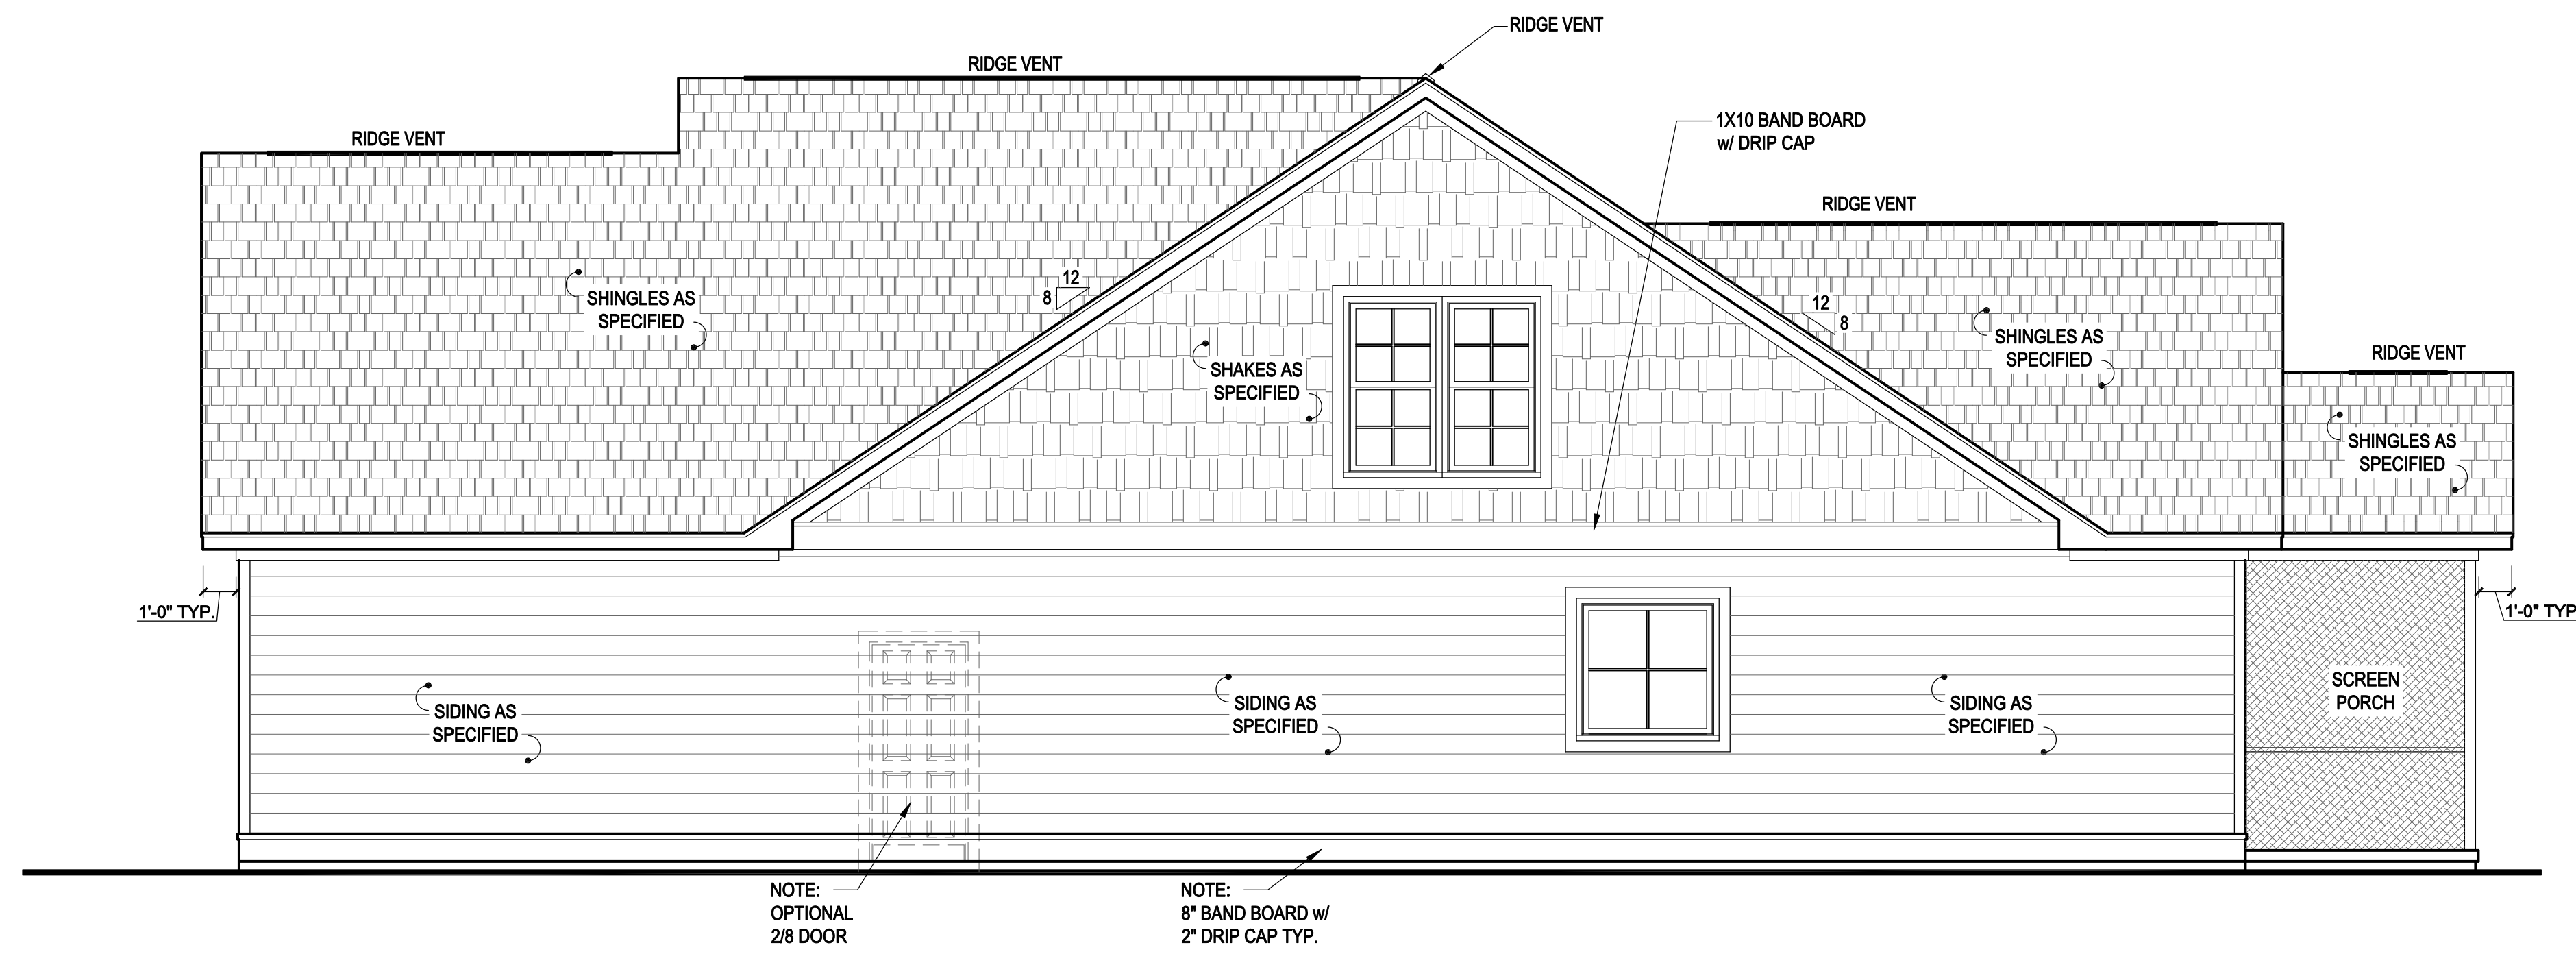 RIDGE VENT
RIDGE VENT
1X10 BAND BOARD
w/ DRIP CAP
RIDGE VENT
RIDGE VENT
12
8
SHINGLES AS
SPECIFIED
12
8
SHINGLES AS
SPECIFIED
RIDGE VENT
SHAKES AS
SPECIFIED
SHINGLES AS
SPECIFIED
1'-0" TYP.
1'-0" TYP
SIDING AS
SPECIFIED
SIDING AS
SPECIFIED
SIDING AS
SPECIFIED
SCREEN
PORCH
NOTE:
OPTIONAL
2/8 DOOR
NOTE:
8" BAND BOARD w/
2" DRIP CAP TYP.